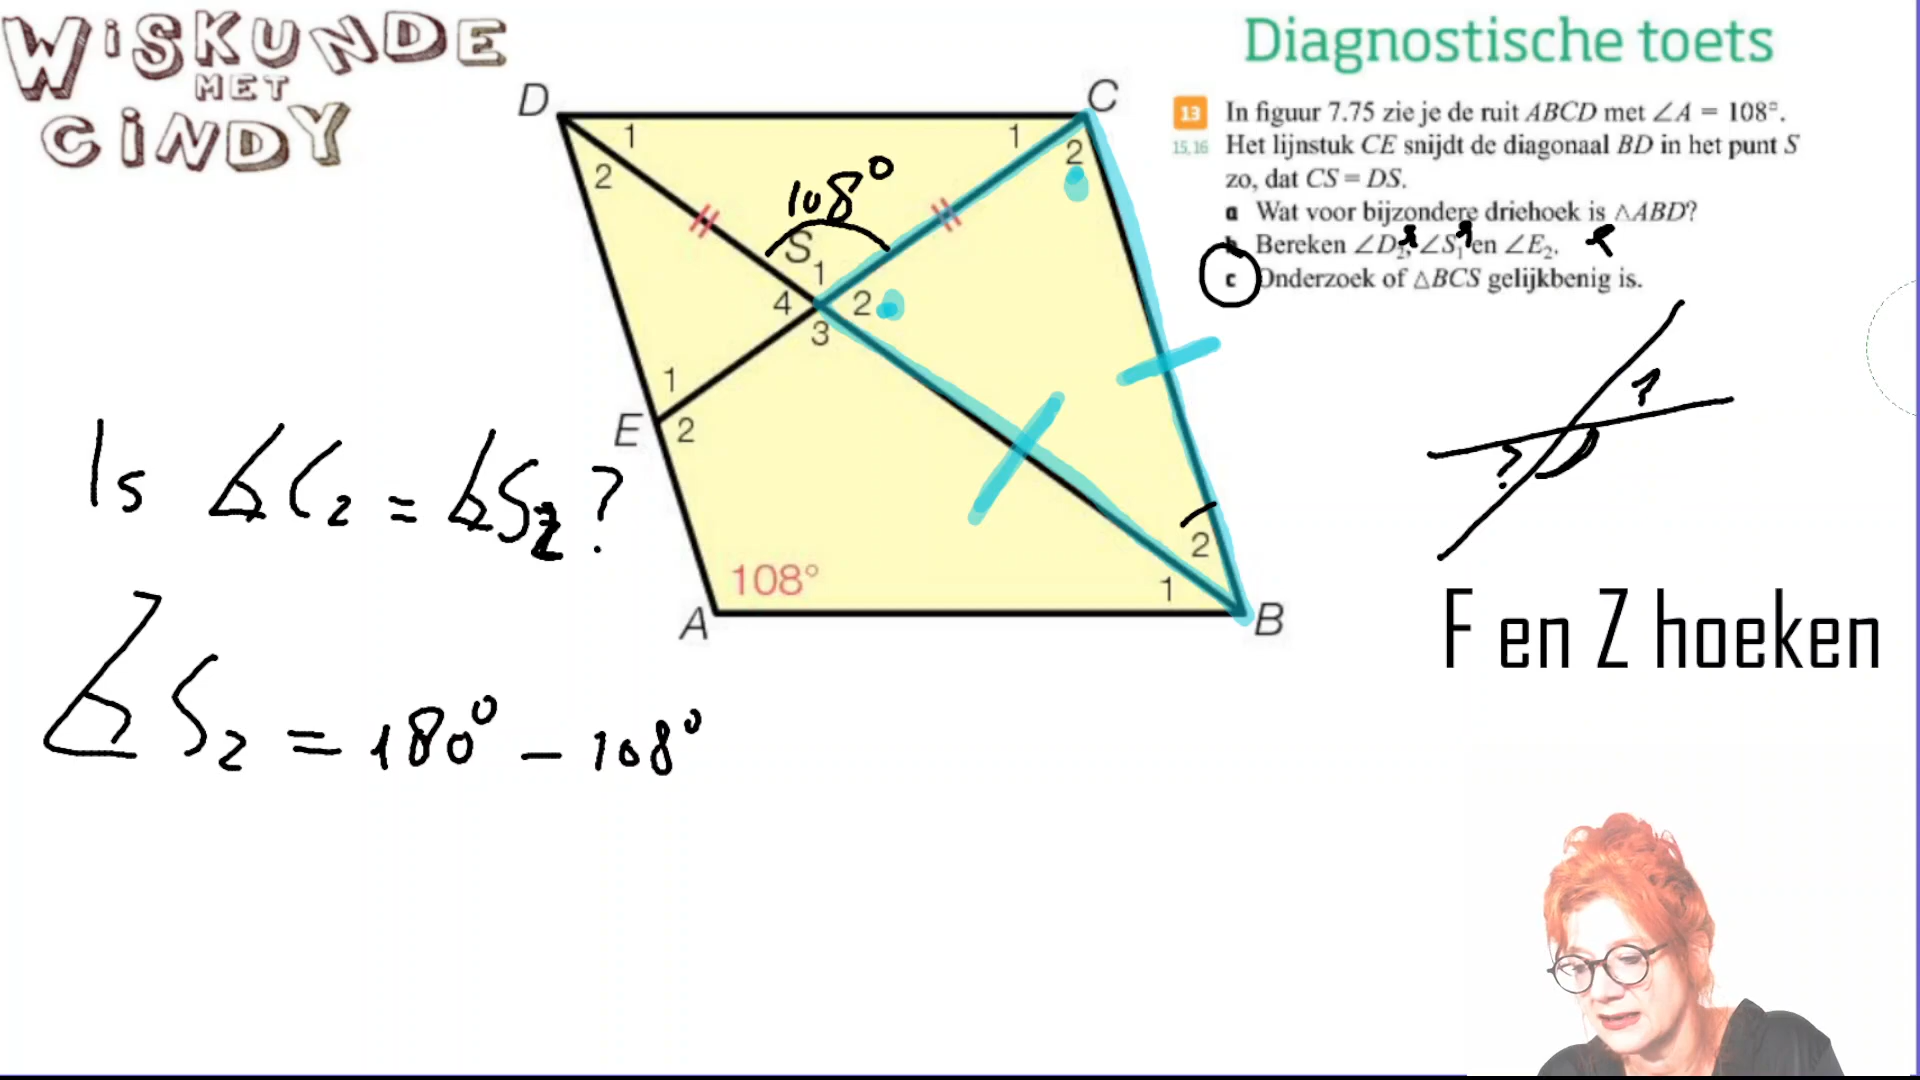 WiSKUNDE
MET
CiNDY
Diagnostische toets
13 In figuur 7.75 zie je de ruit ABCD met ∠A = 108°.
15, 16 Het lijnstuk CE snijdt de diagonaal BD in het punt S
zo, dat CS = DS.
a Wat voor bijzondere driehoek is △ABD?
Bereken ∠D₂, ∠S₁ en ∠E₂.
c Onderzoek of △BCS gelijkbenig is.
D
C
1
1
2
2
108°
S
1
4
2
3
1
E
2
2
1
108°
A
B
Is ∠C₂ = ∠S₂ ?
∠S₂ = 180° − 108°
?
?
F en Z hoeken